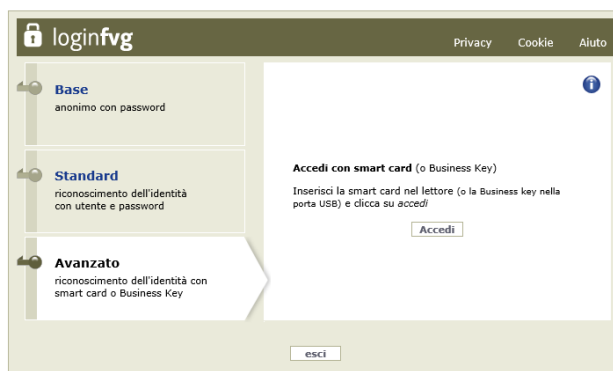 loginfvg
Privacy Cookie Aiuto
Base
anonimo con password
Standard
riconoscimento dell'identità
con utente e password
Avanzato
riconoscimento dell'identità con
smart card o Business Key
Accedi con smart card (o Business Key)
Inserisci la smart card nel lettore (o la Business key nella
porta USB) e clicca su accedi
Accedi
esci